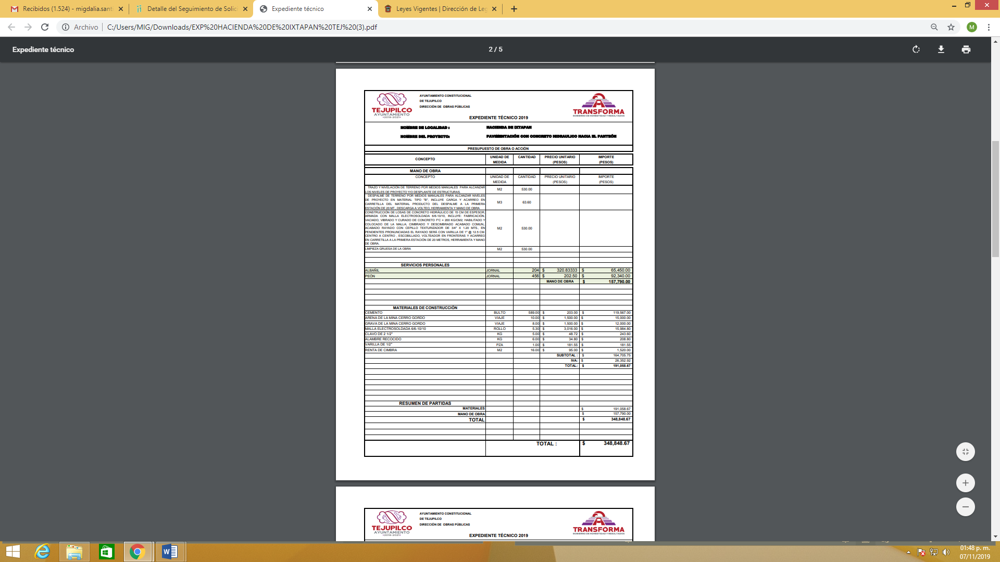 Recibidos (1.524) - migdalia.sant
Detalle del Seguimiento de Solic
Expediente técnico
Leyes Vigentes | Dirección de Leg
Archivo
C:/Users/MIG/Downloads/EXP%20HACIENDA%20DE%20IXTAPAN%20TEJ%20(3).pdf
M
Expediente técnico
2 / 5
TEJUPILCO
AYUNTAMIENTO
•2019-2021•
AYUNTAMIENTO CONSTITUCIONAL
DE TEJUPILCO
DIRECCIÓN DE OBRAS PÚBLICAS
TRANSFORMA
GOBIERNO DE HONESTIDAD Y RESULTADOS
EXPEDIENTE TÉCNICO 2019
NOMBRE DE LOCALIDAD : HACIENDA DE IXTAPAN
NOMBRE DEL PROYECTO: PAVIMENTACIÓN CON CONCRETO HIDRAULICO HACIA EL PANTEÓN
PRESUPUESTO DE OBRA O ACCIÓN
CONCEPTO UNIDAD DE MEDIDA CANTIDAD PRECIO UNITARIO (PESOS) IMPORTE (PESOS)
MANO DE OBRA
CONCEPTO UNIDAD DE MEDIDA CANTIDAD PRECIO UNITARIO (PESOS) IMPORTE (PESOS)
TRAZO Y NIVELACIÓN DE TERRENO POR MEDIOS MANUALES PARA ALCANZAR
LOS NIVELES DE PROYECTO Y/O DESPLANTE DE ESTRUCTURAS.
M2 530.00
DESPALME DE TERRENO POR MEDIOS MANUALES PARA ALCANZAR NIVELES
DE PROYECTO EN MATERIAL TIPO "B", INCLUYE CARGA Y ACARREO EN
CARRETILLA DEL MATERIAL PRODUCTO DEL DESPALME A LA PRIMERA
ESTACIÓN DE 20 MT., DESCARGA A VOLTEO, HERRAMIENTA Y MANO DE OBRA
M3 63.60
CONSTRUCCIÓN DE LOSAS DE CONCRETO HIDRÁULICO DE 15 CM DE ESPESOR,
ARMADA CON MALLA ELECTROSOLDADA 6/6-10/10, INCLUYE: FABRICACIÓN,
VACIADO, VIBRADO Y CURADO DE CONCRETO F'C = 200 KG/CM2; HABILITADO Y
COLOCADO DE LA MALLA; CIMBRADO Y DESCIMBRADO ACABADO COMUN.;
ACABADO RAYADO CON CEPILLO TEXTURIZADOR DE 3/4" X 1.20 MTS., EN
PENDIENTES PRONUNCIADAS EL RAYADO SERÁ CON VARILLA DE 1" @ 12.5 CM.
CENTRO A CENTRO , ESCOBILLADO, VOLTEADOR EN FRONTERAS Y ACARREO
EN CARRETILLA A LA PRIMERA ESTACIÓN DE 20 METROS, HERRAMIENTA Y MANO
DE OBRA.
M2 530.00
LIMPIEZA GRUESA DE LA OBRA M2 530.00
SERVICIOS PERSONALES
ALBAÑIL JORNAL 204 $ 320.83333 $ 65,450.00
PEÓN JORNAL 456 $ 202.50 $ 92,340.00
MANO DE OBRA $ 157,790.00
MATERIALES DE CONSTRUCCIÓN
CEMENTO BULTO 589.00 $ 203.00 $ 119,567.00
ARENA DE LA MINA CERRO GORDO VIAJE 10.00 $ 1,500.00 $ 15,000.00
GRAVA DE LA MINA CERRO GORDO VIAJE 8.00 $ 1,500.00 $ 12,000.00
MALLA ELECTROSOLDADA 6/6-10/10 ROLLO 5.30 $ 3,016.00 $ 15,984.80
CLAVO DE 2 1/2" KG 5.00 $ 48.72 $ 243.60
ALAMBRE RECOCIDO KG 6.00 $ 34.80 $ 208.80
VARILLA DE 1/2" PZA 1.00 $ 181.55 $ 181.55
RENTA DE CIMBRA M2 16.00 $ 95.00 $ 1,520.00
SUBTOTAL : $ 164,705.75
IVA: $ 26,352.92
TOTAL: $ 191,058.67
RESUMEN DE PARTIDAS
MATERIALES $ 191,058.67
MANO DE OBRA $ 157,790.00
TOTAL $ 348,848.67
TOTAL : $ 348,848.67
TEJUPILCO
AYUNTAMIENTO
•2019-2021•
AYUNTAMIENTO CONSTITUCIONAL
DE TEJUPILCO
DIRECCIÓN DE OBRAS PÚBLICAS
TRANSFORMA
GOBIERNO DE HONESTIDAD Y RESULTADOS
EXPEDIENTE TÉCNICO 2019
01:48 p. m.
07/11/2019